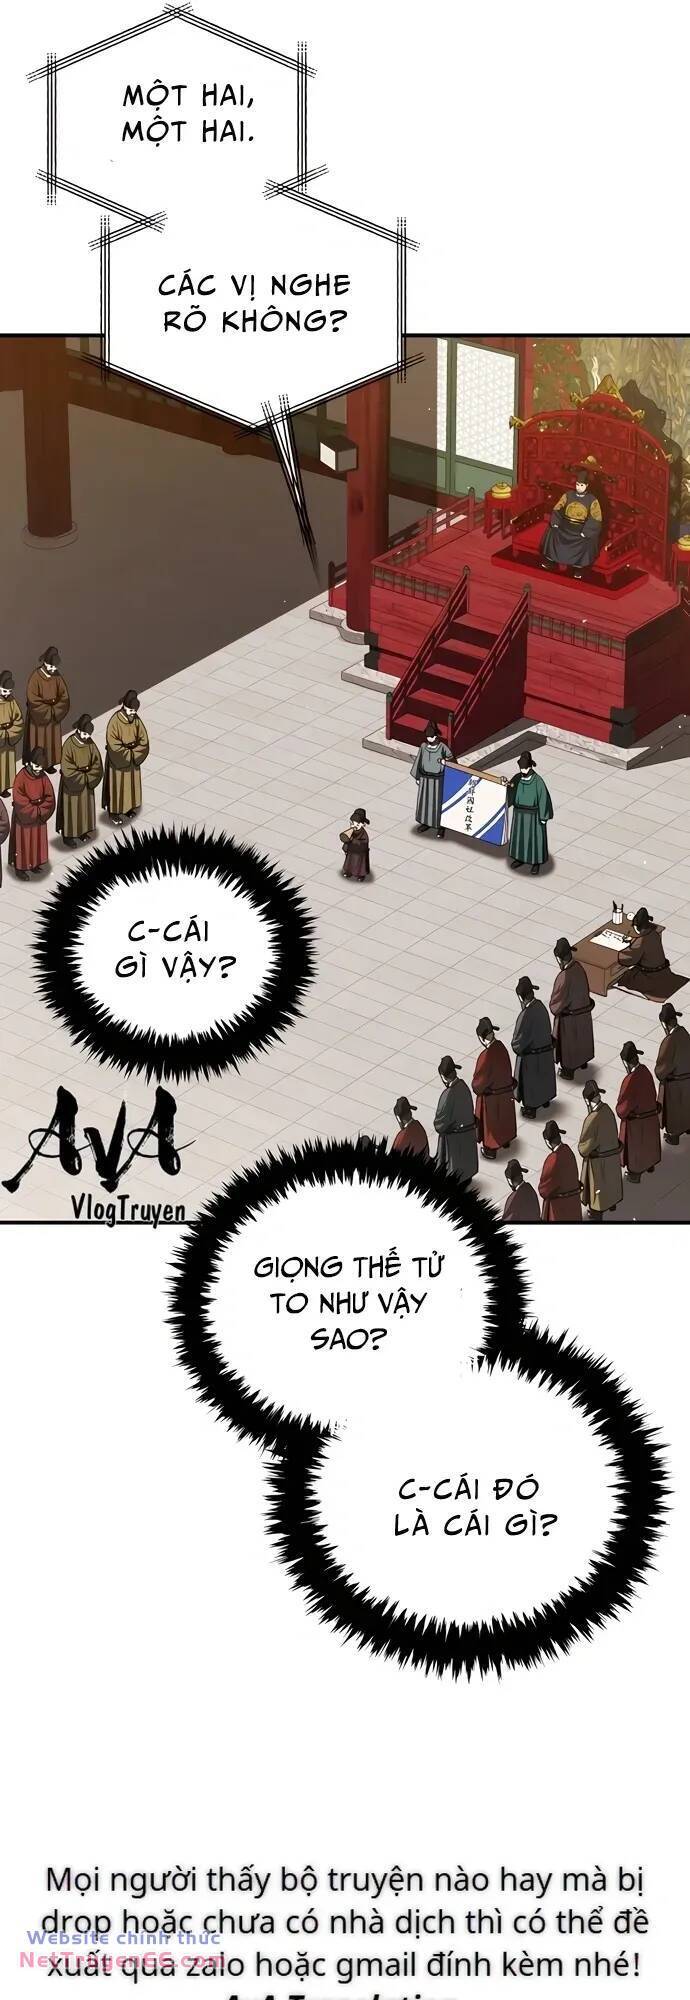 MỘT HAI,
MỘT HAI.
CÁC VỊ NGHE
RÕ KHÔNG?
C-CÁI
GÌ VẬY?
AVA
VlogTruyen
GIỌNG THẾ TỬ
TO NHƯ VẬY
SAO?
C-CÁI ĐÓ
LÀ CÁI GÌ?
Mọi người thấy bộ truyện nào hay mà bị
drop hoặc chưa có nhà dịch thì có thể đề
Website chính thức
xuất qua zalo hoặc gmail đính kèm nhé!
NetTruyen66.com
AvA Translation